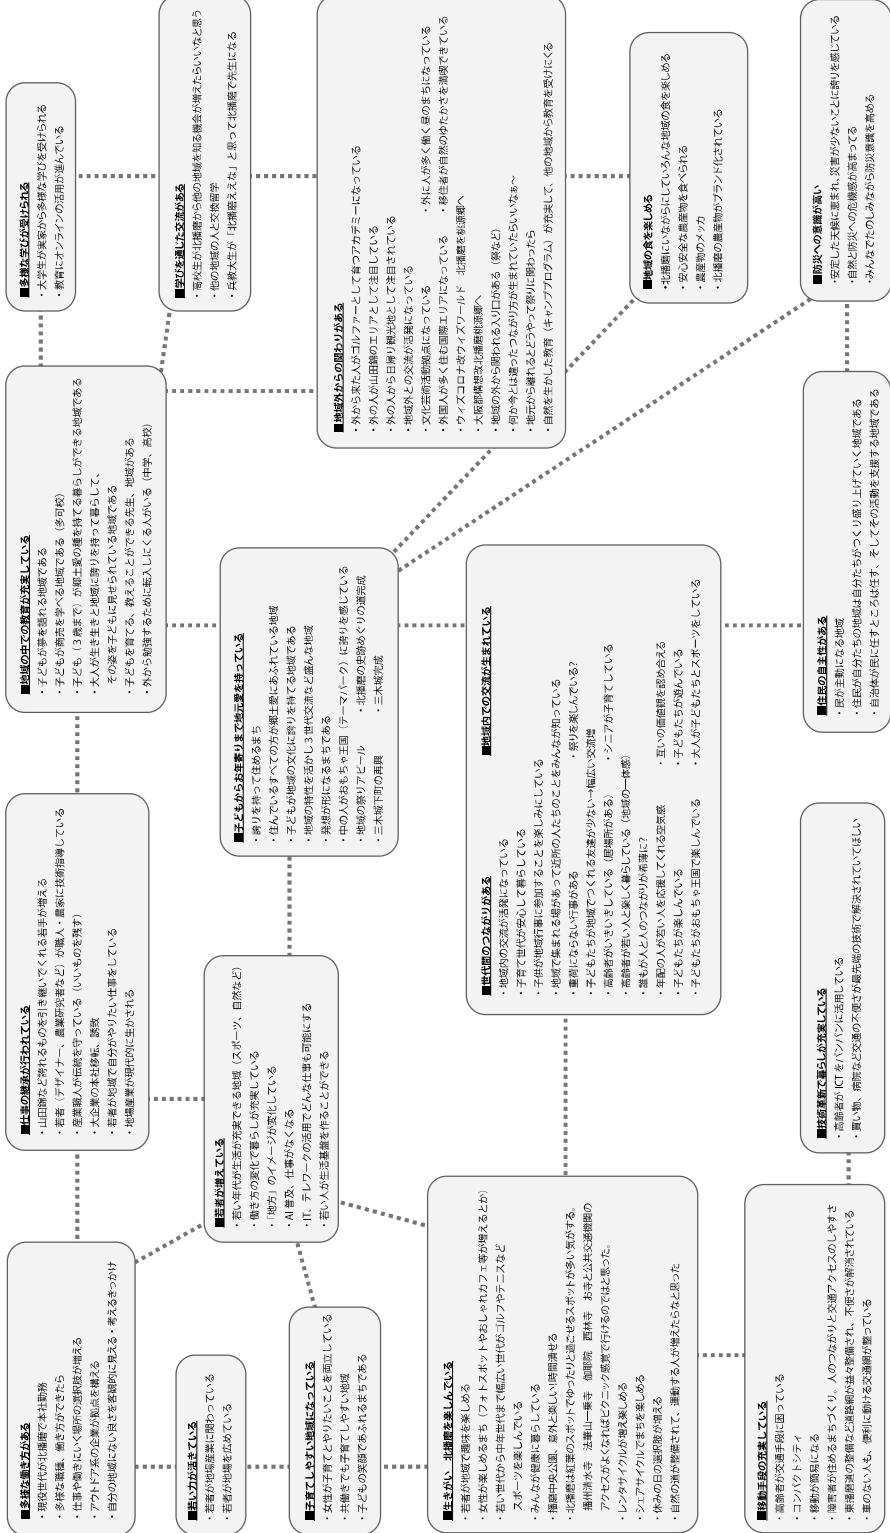 ■多様な働き方がある
・現役世代が北播磨で本社勤務
・多様な職種、働き方ができたら
・仕事や働きにいく場所の選択肢が増える
・アウトドア系の企業が拠点を構える
自分の地域にない良さを客観的に見える・考えるきっかけ
■若い力が活きている
・若者が地場産業に関わっている
・若者が地場を広めている
■子育てしやすい地域になっている
・女性が子育てとやりたいことを両立している
・共働きでも子育てしやすい地域
・子どもの笑顔であふれるまちである
■生きがい　北播磨を楽しんでいる
・若者が地域で趣味を楽しめる
・女性が楽しめるまち（フォトスポットやおしゃれカフェ等が増えるとか）
・若い世代から中年世代まで幅広い世代がゴルフやテニスなど
スポーツを楽しんでいる
・みんなが健康に暮らしている
・播磨中央公園、意外と楽しい!時間潰せる
・北播磨は紅葉のスポットでゆったりと過ごせるスポットが多い気がする。
播州清水寺　法華山一乗寺　伽耶院　西林寺　お寺と公共交通機関の
アクセスがよくなればピクニック感覚で行けるのではと思った。
・レンタサイクルが増え楽しめる
・シェアサイクルでまちを楽しめる
・休みの日の選択肢が増える
・自然の道が整備されて、運動する人が増えたらなと思った
■移動手段の充実している
・高齢者が交通手段に困っている
・コンパクトシティ
・移動が簡易になる
・障害者が住めるまちづくり。人のつながりと交通アクセスのしやすさ
・東播磨道の整備など道路網が益々整備され、不便さが解消されている
・車のない人も、便利に動ける交通網が整っている
■仕事の継承が行われている
・山田錦など誇れるものを引き継いでくれる若手が増える
・若者（デザイナー、農業研究者など）が職人・農家に技術指導している
・産業職人が伝統を守っている（いいものを残す）
・大企業の本社移転、誘致
・若者が地域で自分がやりたい仕事をしている
・地場産業が現代的に生かされる
■若者が増えている
・若い年代が生活が充実できる地域（スポーツ、自然など）
・働き方の変化で暮らしが充実している
・「地方」のイメージが変化している
・AI 普及、仕事がなくなる
・IT、テレワークの活用でどんな仕事も可能にする
・若い人が生活基盤を作ることができる
■技術革新で暮らしが充実している
・高齢者が ICT をバンバンに活用している
・買い物、病院など交通の不便さが最先端の技術で解決されていてほしい
■地域の中での教育が充実している
・子どもが夢を語れる地域である
・子どもが商売を学べる地域である（多可校）
・子ども（３歳まで）が郷土愛の種を持てる暮らしができる地域である
・大人が生き生きと地域に誇りを持って暮らして、
その姿を子どもに見せられている地域である
・子どもを育てる、教えることができる先生、地域がある
・外から勉強するために転入しにくる人がいる（中学、高校）
■子どもからお年寄りまで地元愛を持っている
・誇りを持って住めるまち
・住んでいるすべての方が郷土愛にあふれている地域
・子どもが地域の文化に誇りを持てる地域である
・地域の特性を活かし３世代交流など盛んな地域
・発想が形になるまちである
・中の人がおもちゃ王国（テーマパーク）に誇りを感じている
・地域の祭りアピール　・北播磨の史跡めぐりの道完成
・三木城下町の再興　・三木城完成
■世代間のつながりがある　■地域内での交流が生まれている
・地域内の交流が活発になっている
・子育て世代が安心して暮らしている
・子供が地域行事に参加することを楽しみにしている
・地域で集まれる場があって近所の人たちのことをみんなが知っている
・重荷にならない行事がある　・祭りを楽しんでいる？
・子どもたちが地域でつくれる友達が少ない→幅広い交流増
・高齢者がいきいきしている（居場所がある）　・シニアが子育てしている
・高齢者が若い人と楽しく暮らしている（地域の一体感）
・誰もが人と人のつながりが希薄に？
・年配の人が若い人を応援してくれる空気感　・互いの価値観を認め合える
・子どもたちが楽しんでいる　・子どもたちが遊んでいる
・子どもたちがおもちゃ王国で楽しんでいる　・大人が子どもたちとスポーツをしている
■住民の自主性がある
・民が主動になる地域
・住民が自分たちの地域は自分たちがつくり盛り上げていく地域である
・自治体が民に任すところは任す、そしてその活動を支援する地域である
■多様な学びが受けられる
・大学生が実家から多様な学びを受けられる
・教育にオンラインの活用が進んでいる
■学びを通じた交流がある
・高校生が北播磨から他の地域を知る機会が増えたらいいなと思う
・他の地域の人と交換留学
・兵教大生が「北播磨ええな」と思って北播磨で先生になる
■地域外からの関わりがある
・外から来た人がゴルファーとして育つアカデミーになっている
・外の人が山田錦のエリアとして注目している
・外の人から日帰り観光地として注目されている
・地域外との交流が活発になっている
・文化芸術活動拠点になっている　・外に人が多く働く昼のまちになっている
・外国人が多く住む国際エリアになっている　・移住者が自然のゆたかさを満喫できている
・ウィズコロナ改ウィズワールド　北播磨を桃源郷へ
・大阪都構想改北播磨桃源郷へ
・地域の外から関われる入り口がある（祭など）
・何か今とは違ったつながり方が生まれていたらいいなぁ～
・地元から離れるとどうやって祭りに関わったら
・自然を生かした教育（キャンププログラム）が充実して、他の地域から教育を受けにくる
■地域の食を楽しめる
・北播磨にいながらにしていろんな地域の食を楽しめる
・安心安全な農産物を食べられる
・農産物のメッカ
・北播磨の農産物がブランド化されている
■防災への意識が高い
・安定した天候に恵まれ、災害が少ないことに誇りを感じている
・自然と防災への危機感が高まってる
・みんなでたのしみながら防災意識を高める